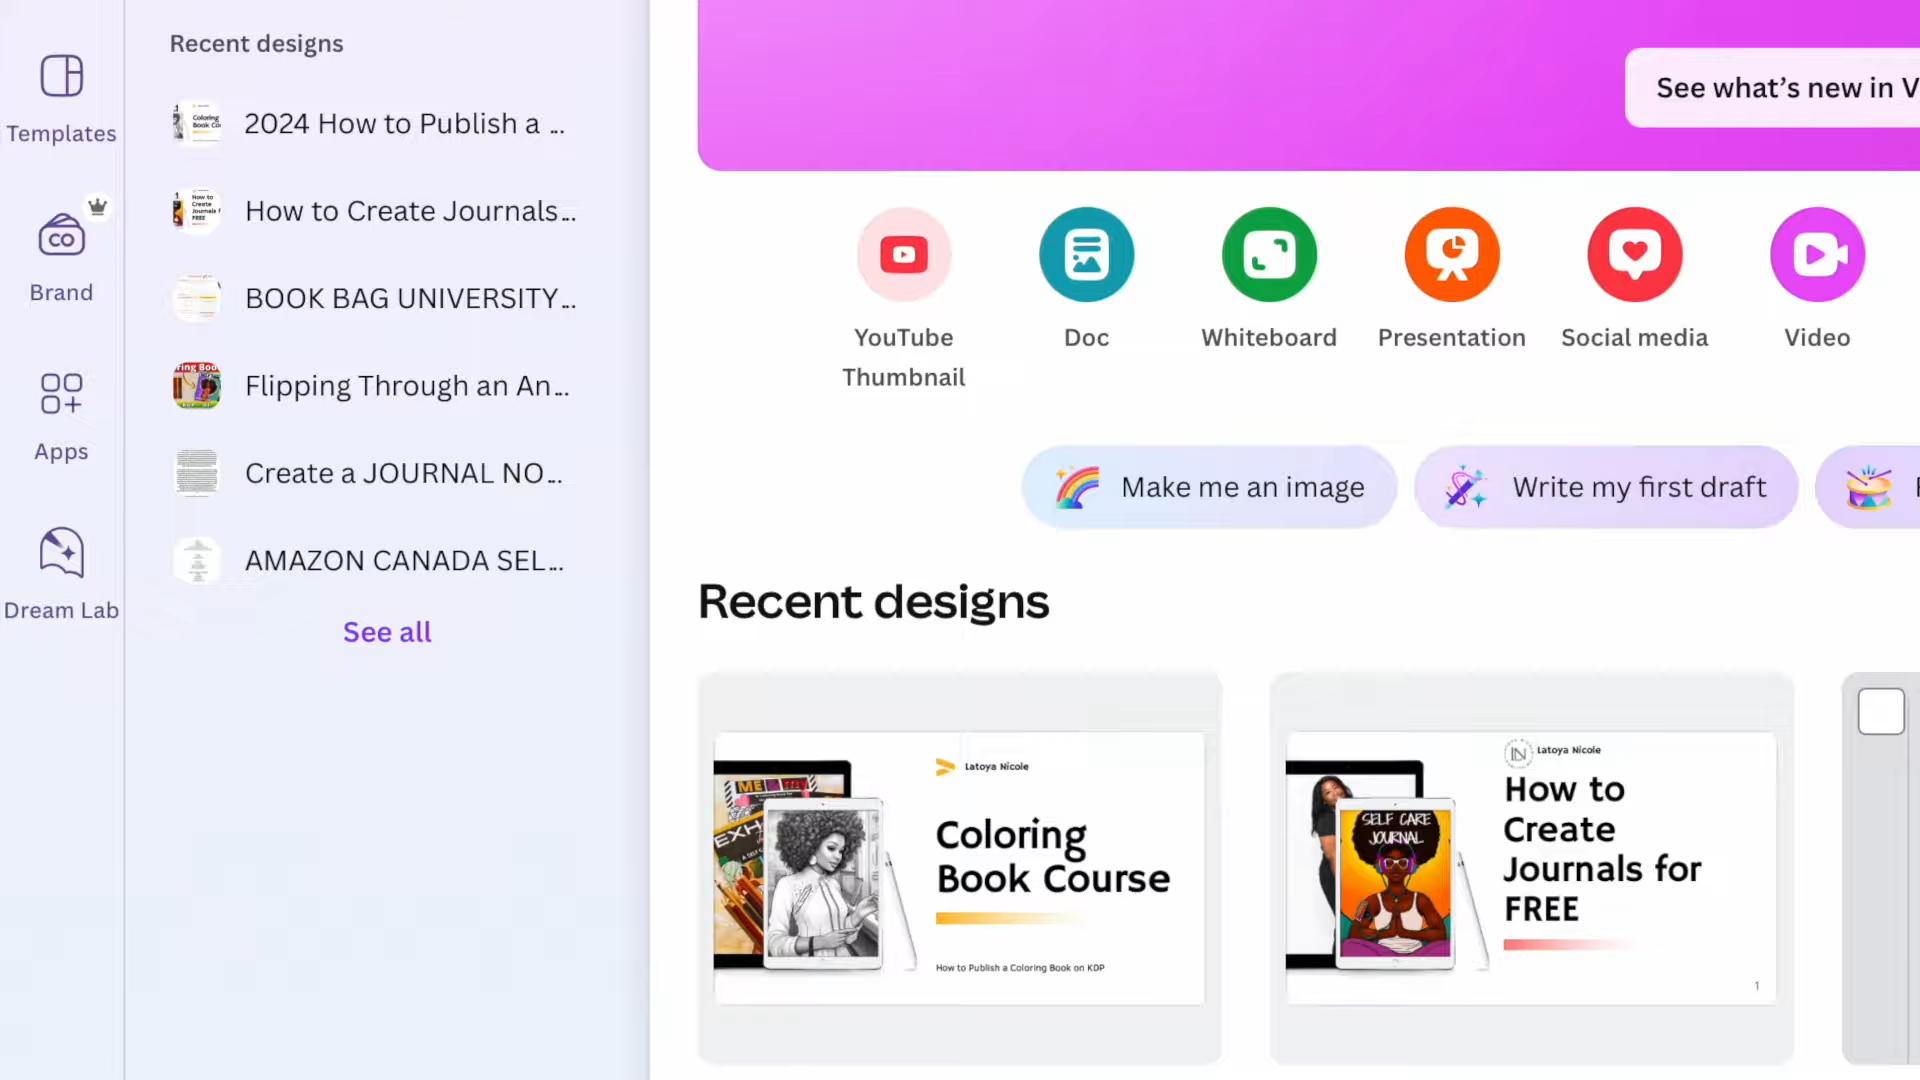 Templates
CO
Brand
Apps
Dream Lab
Recent designs
2024 How to Publish a ...
How to Create Journals...
BOOK BAG UNIVERSITY...
Flipping Through an An...
Create a JOURNAL NO...
AMAZON CANADA SEL...
See all
See what's new in V
YouTube
Thumbnail
Doc
Whiteboard
Presentation
Social media
Video
Make me an image
Write my first draft
Recent designs
ME &
EXH
Latoya Nicole
Coloring
Book Course
How to Publish a Coloring Book on KDP
SELF CARE
JOURNAL
LN
Latoya Nicole
How to
Create
Journals for
FREE
1